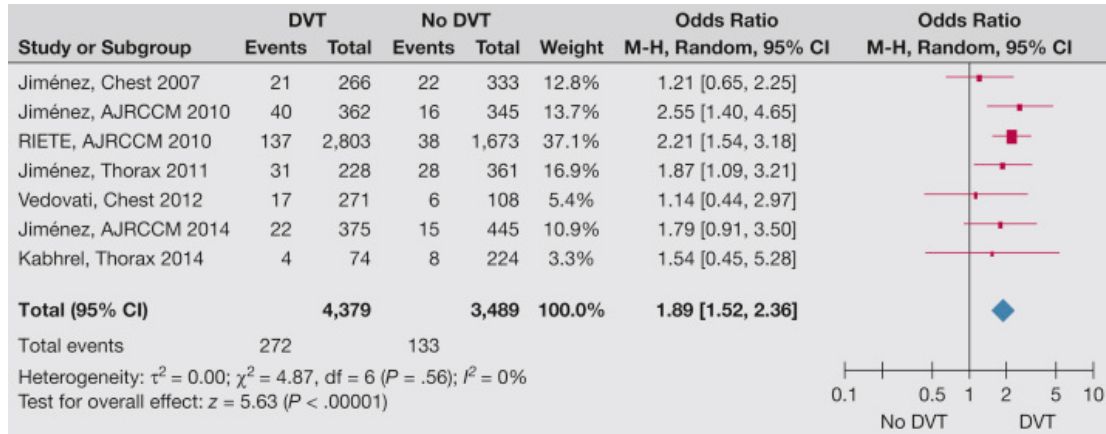 DVT No DVT Odds Ratio Odds Ratio
Study or Subgroup Events Total Events Total Weight M-H, Random, 95% CI M-H, Random, 95% CI
Jiménez, Chest 2007 21 266 22 333 12.8% 1.21 [0.65, 2.25]
Jiménez, AJRCCM 2010 40 362 16 345 13.7% 2.55 [1.40, 4.65]
RIETE, AJRCCM 2010 137 2,803 38 1,673 37.1% 2.21 [1.54, 3.18]
Jiménez, Thorax 2011 31 228 28 361 16.9% 1.87 [1.09, 3.21]
Vedovati, Chest 2012 17 271 6 108 5.4% 1.14 [0.44, 2.97]
Jiménez, AJRCCM 2014 22 375 15 445 10.9% 1.79 [0.91, 3.50]
Kabhrel, Thorax 2014 4 74 8 224 3.3% 1.54 [0.45, 5.28]
Total (95% CI) 4,379 3,489 100.0% 1.89 [1.52, 2.36]
Total events 272 133
Heterogeneity: τ² = 0.00; χ² = 4.87, df = 6 (P = .56); I² = 0%
Test for overall effect: z = 5.63 (P < .00001)
0.1 0.5 1 2 5 10
No DVT DVT